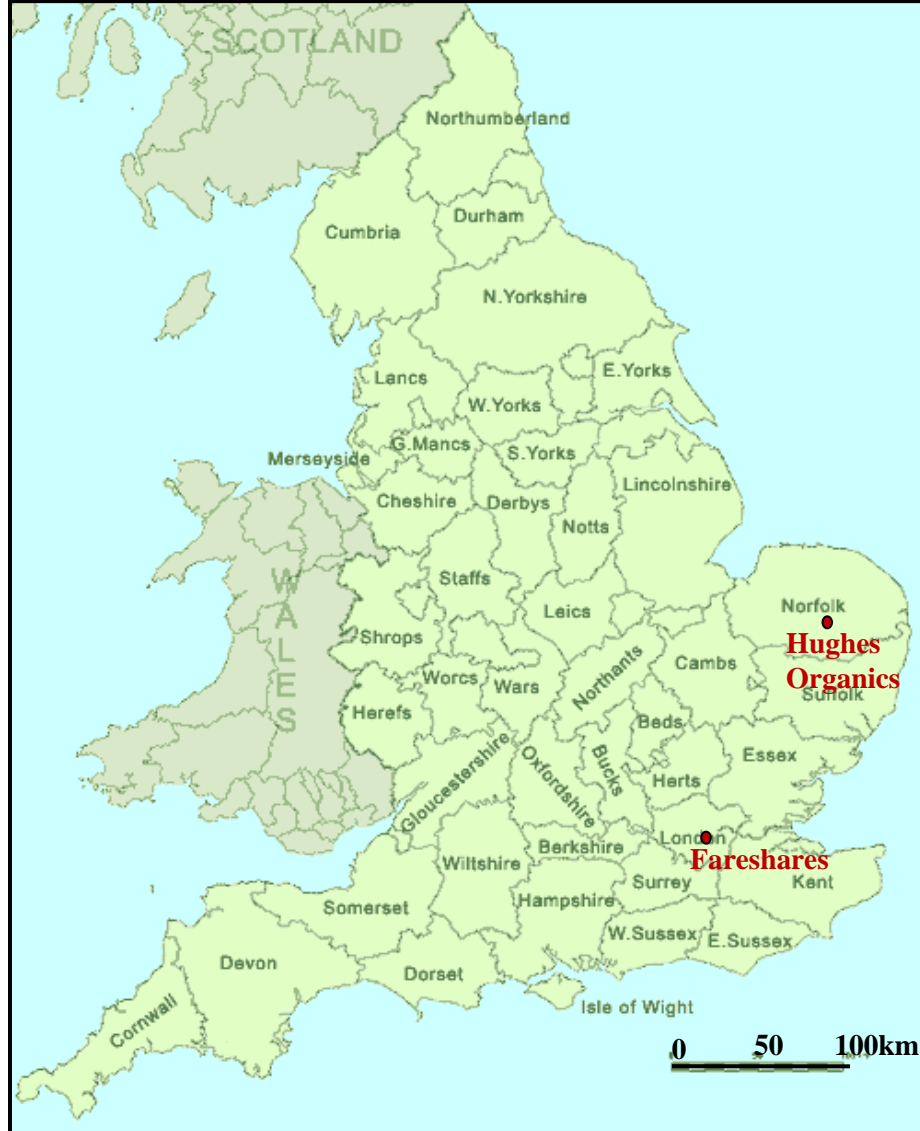 SCOTLAND
Northumberland
Durham
Cumbria
N.Yorkshire
E.Yorks
Lancs
W.Yorks
G.Mancs
S.Yorks
Merseyside
Lincolnshire
Cheshire
Derbys
Notts
WALES
Staffs
Leics
Norfolk
Hughes
Organics
Shrops
Cambs
Northants
Worcs
Wars
Suffolk
Herefs
Beds
Gloucestershire
Oxfordshire
Bucks
Essex
Herts
London
Fareshares
Berkshire
Wiltshire
Surrey
Kent
Hampshire
Somerset
W.Sussex
E.Sussex
Devon
Dorset
Isle of Wight
Cornwall
0 50 100km